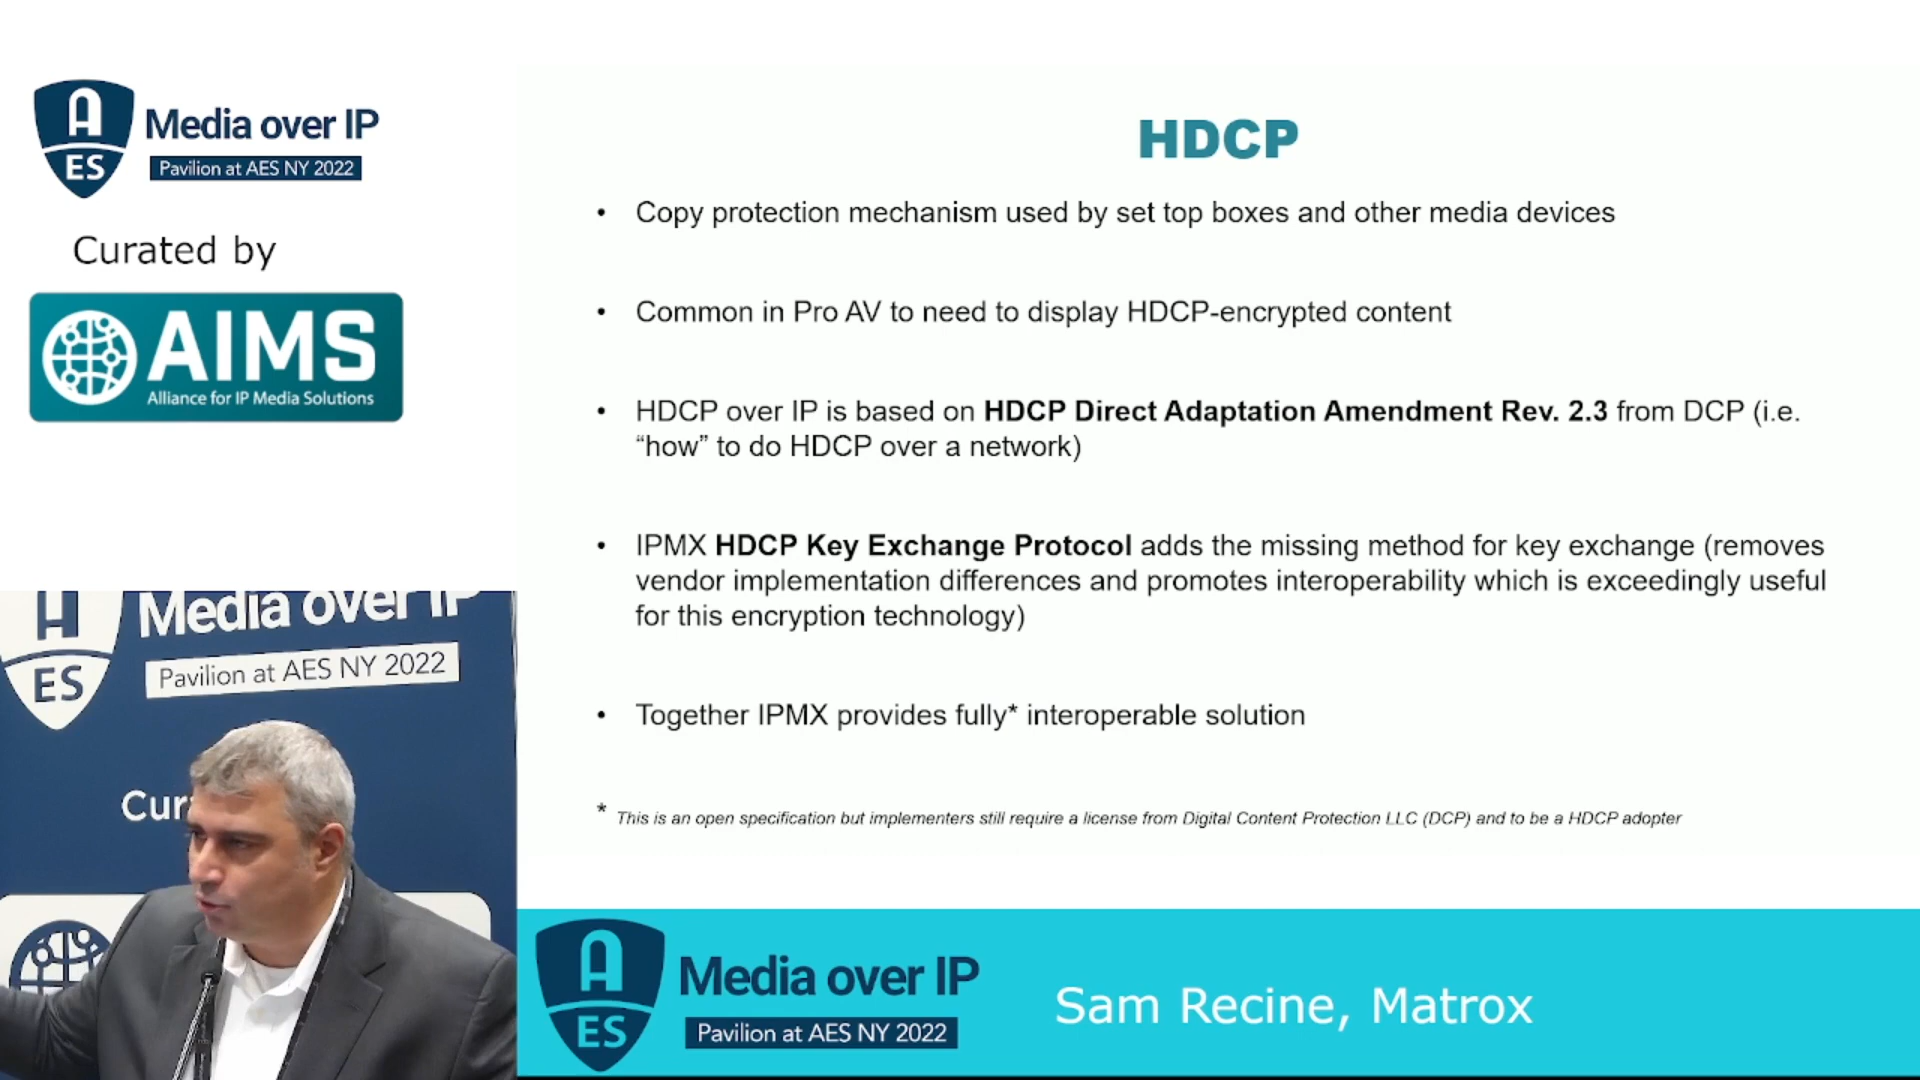 A
ES
Media over IP
Pavilion at AES NY 2022
Curated by
AIMS
Alliance for IP Media Solutions
HDCP
• Copy protection mechanism used by set top boxes and other media devices
• Common in Pro AV to need to display HDCP-encrypted content
• HDCP over IP is based on HDCP Direct Adaptation Amendment Rev. 2.3 from DCP (i.e.
“how” to do HDCP over a network)
• IPMX HDCP Key Exchange Protocol adds the missing method for key exchange (removes
vendor implementation differences and promotes interoperability which is exceedingly useful
for this encryption technology)
• Together IPMX provides fully* interoperable solution
* This is an open specification but implementers still require a license from Digital Content Protection LLC (DCP) and to be a HDCP adopter
A
ES
Media over IP
Pavilion at AES NY 2022
Cur
A
ES
Media over IP
Pavilion at AES NY 2022
Sam Recine, Matrox